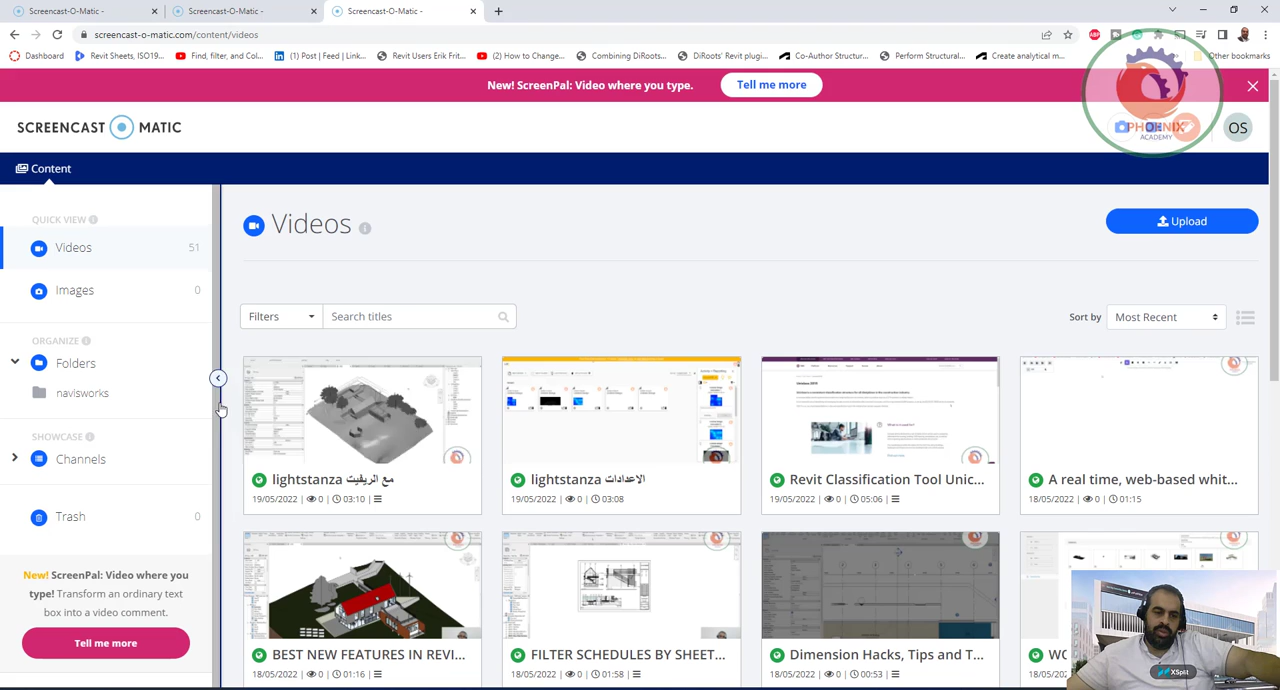 Screencast-O-Matic -
Screencast-O-Matic -
Screencast-O-Matic -
screencast-o-matic.com/content/videos
Dashboard
Revit Sheets, ISO19...
Find, filter, and Col...
(1) Post | Feed | Link...
Revit Users Erik Frit...
(2) How to Change...
Combining DiRoots...
DiRoots' Revit plugi...
Co-Author Structur...
Perform Structural...
Create analytical m...
Other bookmarks
New! ScreenPal: Video where you type.
Tell me more
SCREENCAST MATIC
PHOENIX
ACADEMY
OS
Content
QUICK VIEW
Videos 51
Images 0
ORGANIZE
Folders
navisworks
SHOWCASE
Channels
Trash 0
New! ScreenPal: Video where you
type! Transform an ordinary text
box into a video comment.
Tell me more
Videos
Upload
Filters
Search titles
Sort by
Most Recent
lightstanza مع الريفيت
19/05/2022 | 0 | 03:10 |
lightstanza الاعدادات
19/05/2022 | 0 | 03:08
Revit Classification Tool Unic...
19/05/2022 | 0 | 05:06 |
A real time, web-based whit...
18/05/2022 | 0 | 01:15
BEST NEW FEATURES IN REVI...
18/05/2022 | 0 | 01:16 |
FILTER SCHEDULES BY SHEET...
18/05/2022 | 0 | 01:58 |
Dimension Hacks, Tips and T...
18/05/2022 | 0 | 00:53 |
WO
18/05
XSplit